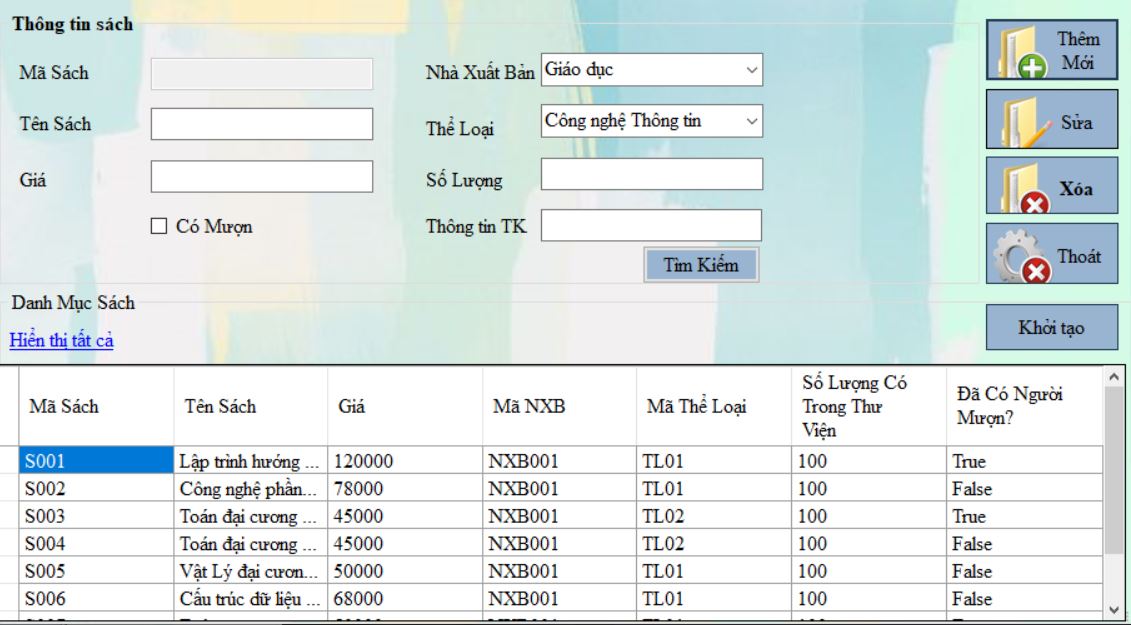 Thông tin sách
Mã Sách
Nhà Xuất Bản Giáo dục
Tên Sách
Thể Loại Công nghệ Thông tin
Giá
Số Lượng
Có Mượn
Thông tin TK
Tìm Kiếm
Thêm
Mới
Sửa
Xóa
Thoát
Khởi tạo
Danh Mục Sách
Hiển thị tất cả
Mã Sách Tên Sách Giá Mã NXB Mã Thể Loại
Số Lượng Có
Trong Thư
Viện
Đã Có Người
Mượn?
S001 Lập trình hướng ... 120000 NXB001 TL01 100 True
S002 Công nghệ phần... 78000 NXB001 TL01 100 False
S003 Toán đại cương ... 45000 NXB001 TL02 100 True
S004 Toán đại cương ... 45000 NXB001 TL02 100 False
S005 Vật Lý đại cươn... 50000 NXB001 TL01 100 False
S006 Cấu trúc dữ liệu ... 68000 NXB001 TL01 100 False